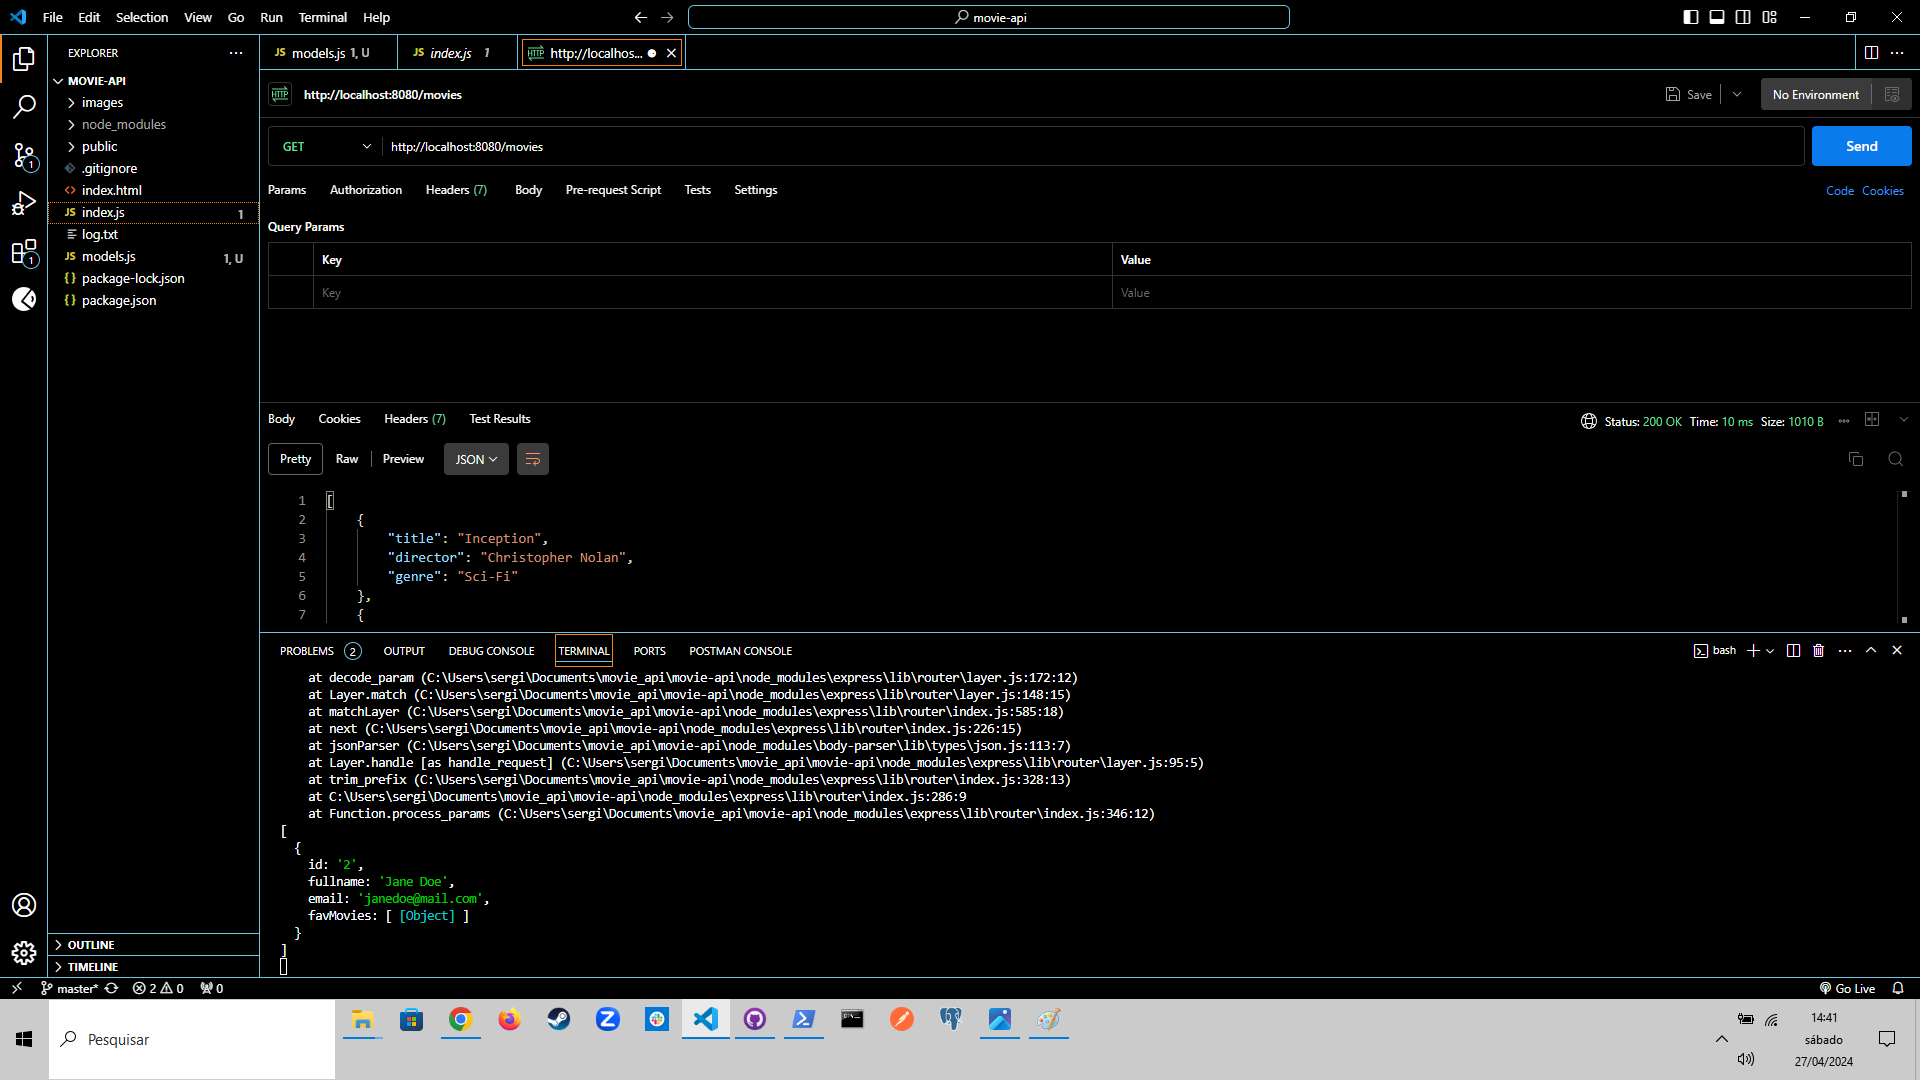 File Edit Selection View Go Run Terminal Help
movie-api
EXPLORER
MOVIE-API
images
node_modules
public
.gitignore
index.html
index.js 1
log.txt
models.js 1, U
package-lock.json
package.json
OUTLINE
TIMELINE
models.js 1, U
index.js 1
http://localhos...
http://localhost:8080/movies
Save
No Environment
GET
http://localhost:8080/movies
Send
Params Authorization Headers (7) Body Pre-request Script Tests Settings
Code Cookies
Query Params
Key Value
Key Value
Body Cookies Headers (7) Test Results
Status: 200 OK Time: 10 ms Size: 1010 B
Pretty Raw Preview JSON
1 [
2 {
3 "title": "Inception",
4 "director": "Christopher Nolan",
5 "genre": "Sci-Fi"
6 },
7 {
PROBLEMS 2 OUTPUT DEBUG CONSOLE TERMINAL PORTS POSTMAN CONSOLE
bash
at decode_param (C:\Users\sergi\Documents\movie_api\movie-api\node_modules\express\lib\router\layer.js:172:12)
at Layer.match (C:\Users\sergi\Documents\movie_api\movie-api\node_modules\express\lib\router\layer.js:148:15)
at matchLayer (C:\Users\sergi\Documents\movie_api\movie-api\node_modules\express\lib\router\index.js:585:18)
at next (C:\Users\sergi\Documents\movie_api\movie-api\node_modules\express\lib\router\index.js:226:15)
at jsonParser (C:\Users\sergi\Documents\movie_api\movie-api\node_modules\body-parser\lib\types\json.js:113:7)
at Layer.handle [as handle_request] (C:\Users\sergi\Documents\movie_api\movie-api\node_modules\express\lib\router\layer.js:95:5)
at trim_prefix (C:\Users\sergi\Documents\movie_api\movie-api\node_modules\express\lib\router\index.js:328:13)
at C:\Users\sergi\Documents\movie_api\movie-api\node_modules\express\lib\router\index.js:286:9
at Function.process_params (C:\Users\sergi\Documents\movie_api\movie-api\node_modules\express\lib\router\index.js:346:12)
[
{
id: '2',
fullname: 'Jane Doe',
email: 'janedoe@mail.com',
favMovies: [ [Object] ]
}
]
master* 2 0 0
Go Live
Pesquisar
14:41
sábado
27/04/2024